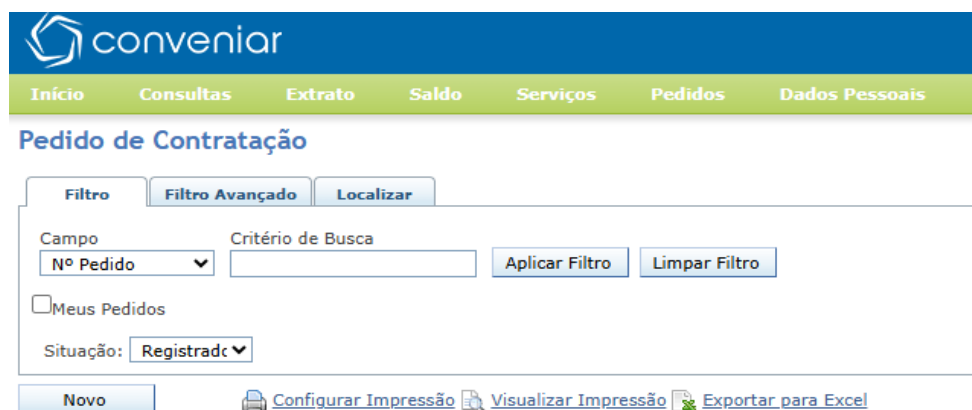 conveniar
Início Consultas Extrato Saldo Serviços Pedidos Dados Pessoais
Pedido de Contratação
Filtro Filtro Avançado Localizar
Campo Critério de Busca
Nº Pedido Aplicar Filtro Limpar Filtro
Meus Pedidos
Situação: Registrado
Novo Configurar Impressão Visualizar Impressão Exportar para Excel